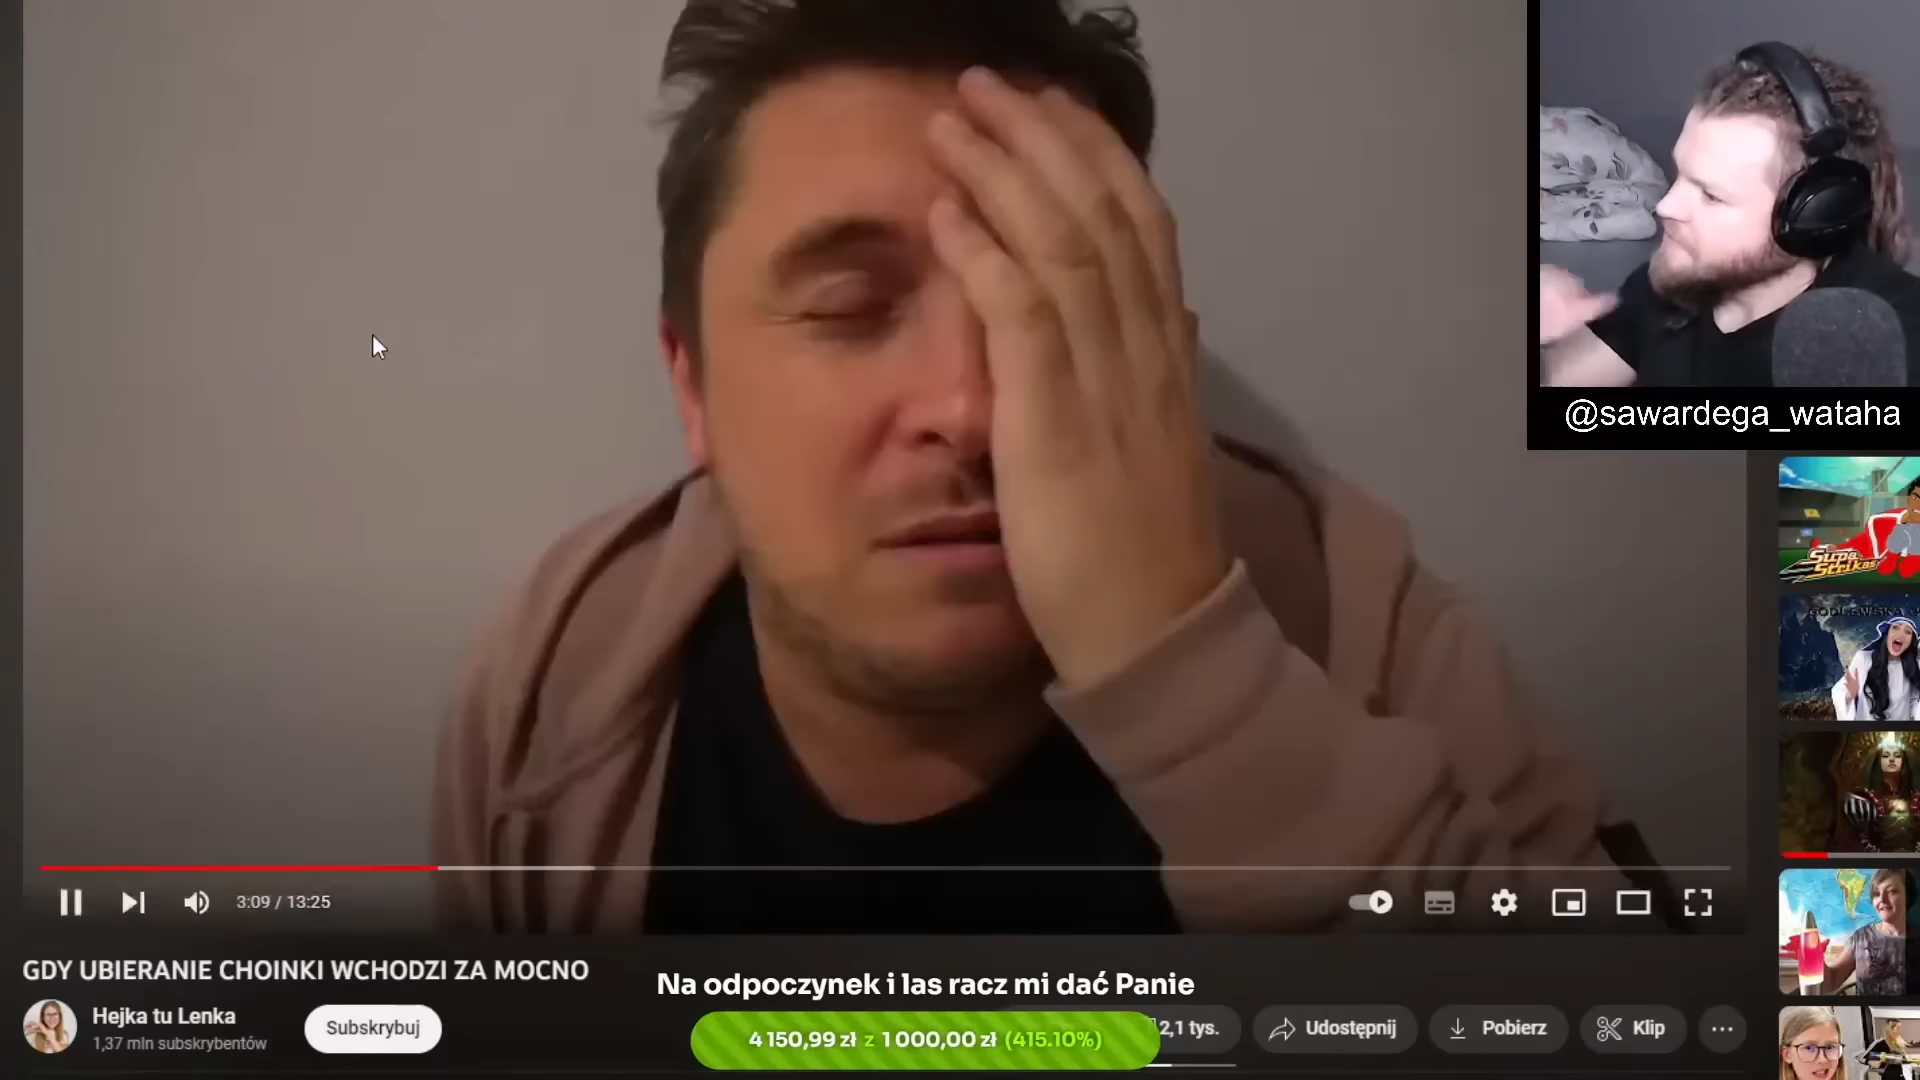 @sawardega_wataha
SUPA
STRIKAS
3:09 / 13:25
GDY UBIERANIE CHOINKI WCHODZI ZA MOCNO
Hejka tu Lenka
1,37 mln subskrybentów
Subskrybuj
Na odpoczynek i las racz mi dać Panie
4 150,99 zł z 1 000,00 zł (415.10%)
2,1 tys.
Udostępnij
Pobierz
Klip